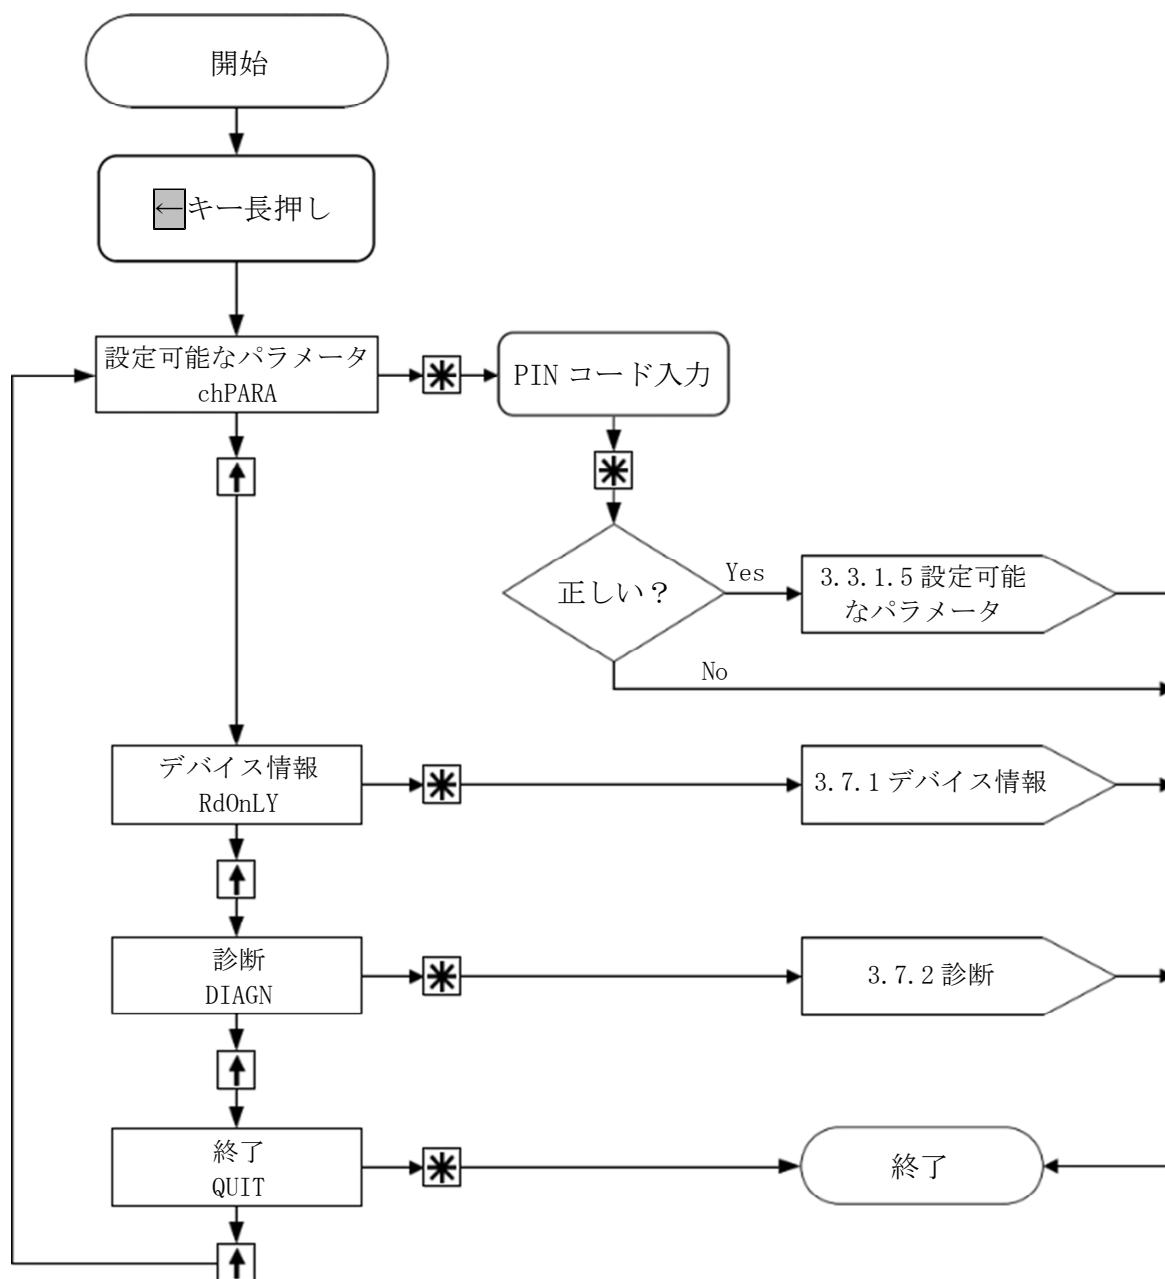 開始
←キー長押し
設定可能なパラメータ
chPARA
PIN コード入力
正しい？
Yes
3.3.1.5 設定可能
なパラメータ
No
デバイス情報
RdOnLY
3.7.1 デバイス情報
診断
DIAGN
3.7.2 診断
終了
QUIT
終了